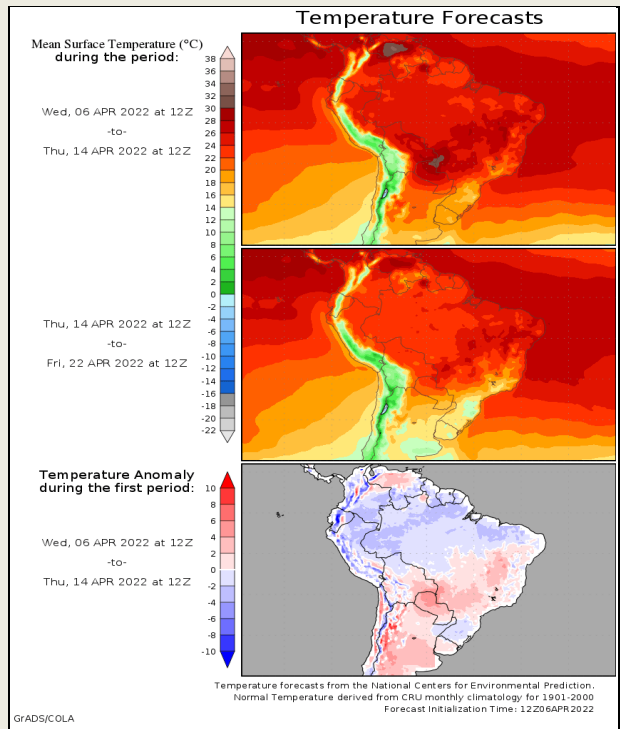 Temperature Forecasts
Mean Surface Temperature (°C)
during the period:
Wed, 06 APR 2022 at 12Z
-to-
Thu, 14 APR 2022 at 12Z
38
36
34
32
30
28
26
24
22
20
18
16
14
12
10
8
6
4
2
0
-2
-4
-6
-8
-10
-12
-14
-16
-18
-20
-22
Thu, 14 APR 2022 at 12Z
-to-
Fri, 22 APR 2022 at 12Z
Temperature Anomaly
during the first period:
Wed, 06 APR 2022 at 12Z
-to-
Thu, 14 APR 2022 at 12Z
10
8
6
4
2
0
-2
-4
-6
-8
-10
Temperature forecasts from the National Centers for Environmental Prediction.
Normal Temperature derived from CRU monthly climatology for 1901-2000
Forecast Initialization Time: 12Z06APR2022
GrADS/COLA